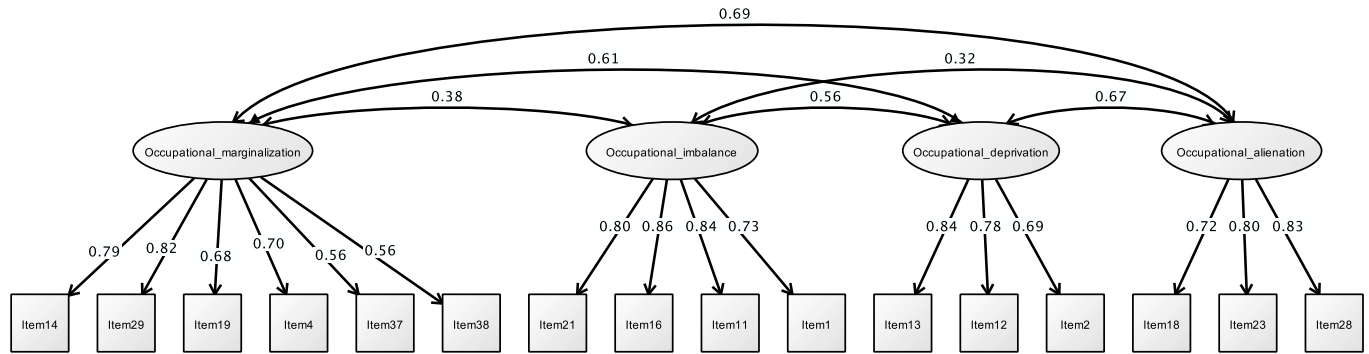 0.69
0.61
0.32
0.38
0.56
0.67
Occupational_marginalization
Occupational_imbalance
Occupational_deprivation
Occupational_alienation
0.79
0.82
0.68
0.70
0.56
0.56
0.80
0.86
0.84
0.73
0.84
0.78
0.69
0.72
0.80
0.83
Item14
Item29
Item19
Item4
Item37
Item38
Item21
Item16
Item11
Item1
Item13
Item12
Item2
Item18
Item23
Item28